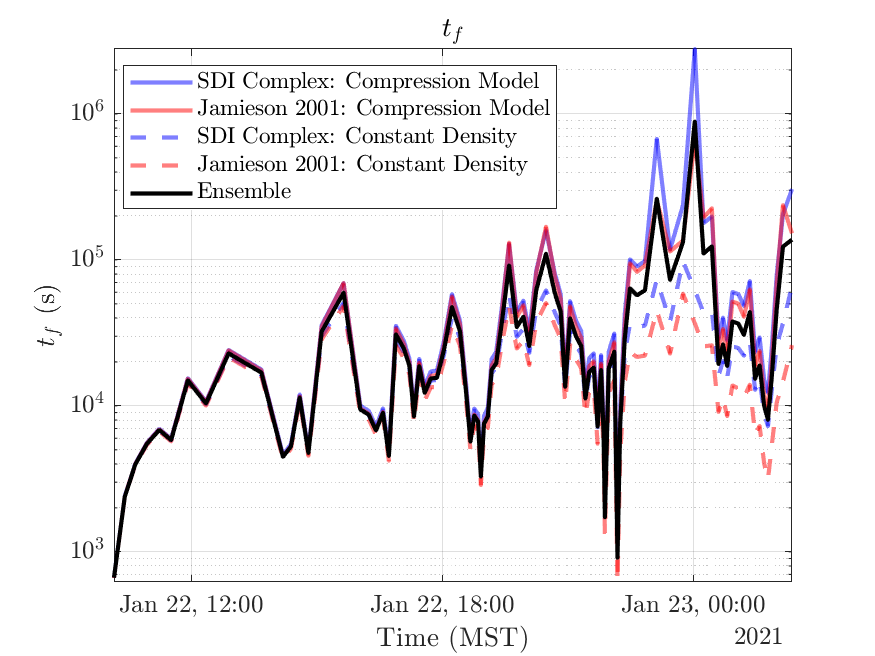 t_f
SDI Complex: Compression Model
Jamieson 2001: Compression Model
SDI Complex: Constant Density
Jamieson 2001: Constant Density
Ensemble
10^6
10^5
10^4
10^3
t_f (s)
Jan 22, 12:00
Jan 22, 18:00
Jan 23, 00:00
Time (MST)
2021